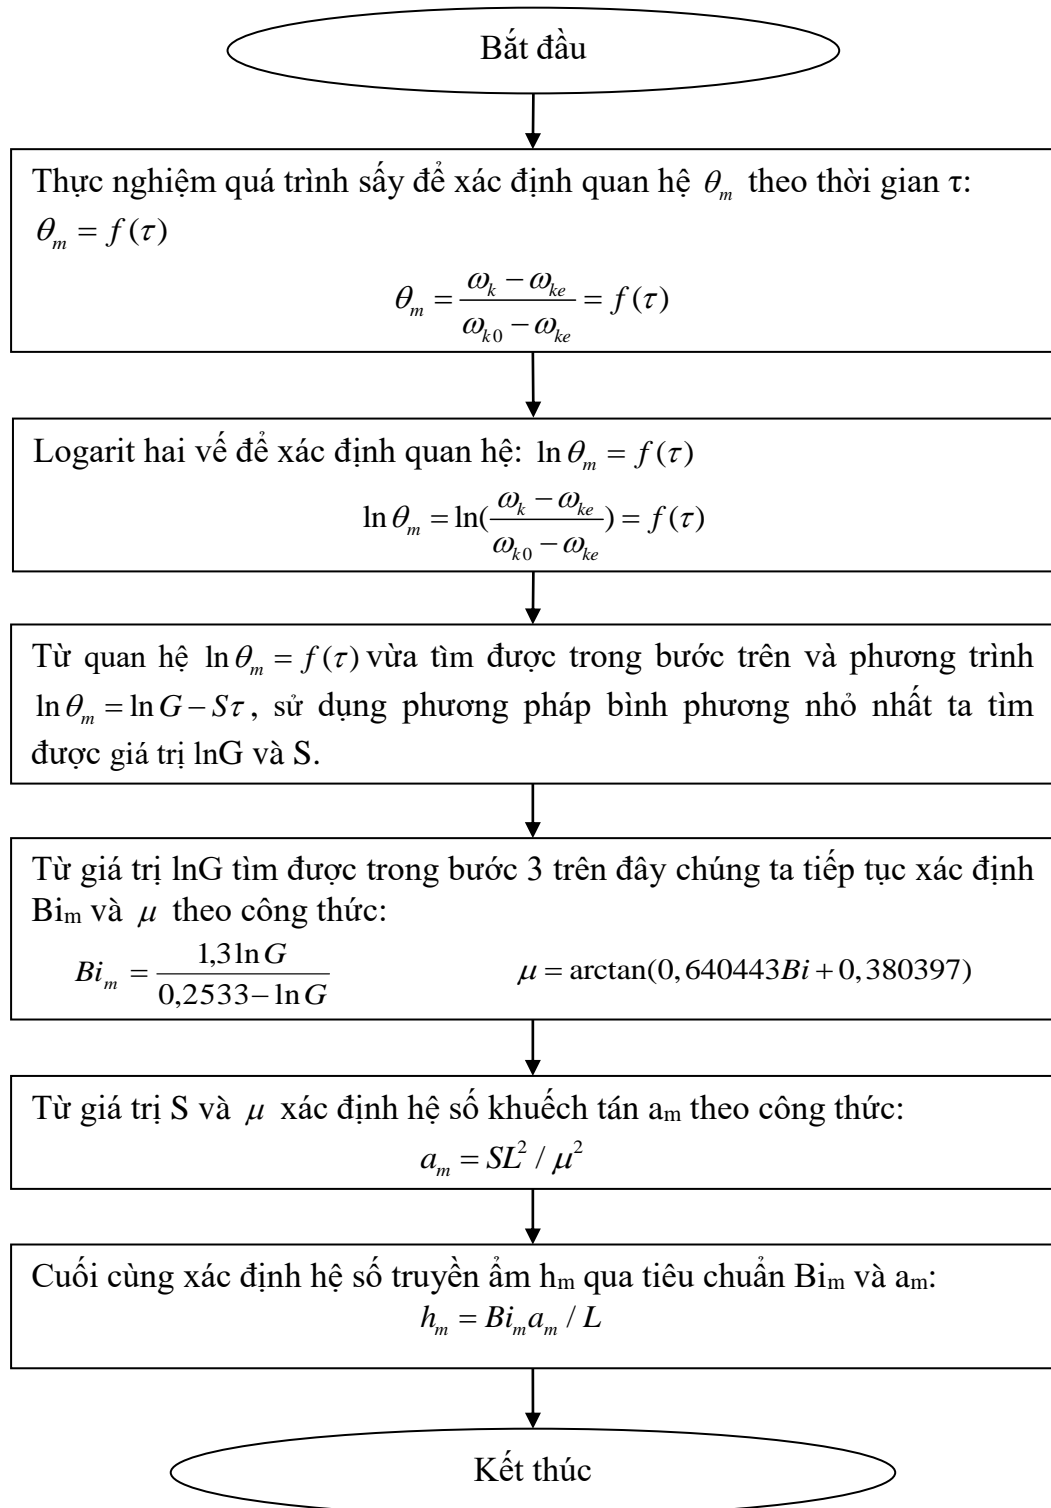 Bắt đầu
Thực nghiệm quá trình sấy để xác định quan hệ θ_m theo thời gian τ:
θ_m = f(τ)
θ_m = (ω_k − ω_ke)/(ω_k0 − ω_ke) = f(τ)
Logarit hai vế để xác định quan hệ: ln θ_m = f(τ)
ln θ_m = ln((ω_k − ω_ke)/(ω_k0 − ω_ke)) = f(τ)
Từ quan hệ ln θ_m = f(τ) vừa tìm được trong bước trên và phương trình
ln θ_m = ln G − Sτ, sử dụng phương pháp bình phương nhỏ nhất ta tìm
được giá trị lnG và S.
Từ giá trị lnG tìm được trong bước 3 trên đây chúng ta tiếp tục xác định
Bi_m và μ theo công thức:
Bi_m = 1,3 ln G/(0,2533 − ln G) μ = arctan(0,640443Bi + 0,380397)
Từ giá trị S và μ xác định hệ số khuếch tán a_m theo công thức:
a_m = SL² / μ²
Cuối cùng xác định hệ số truyền ẩm h_m qua tiêu chuẩn Bi_m và a_m:
h_m = Bi_m a_m / L
Kết thúc